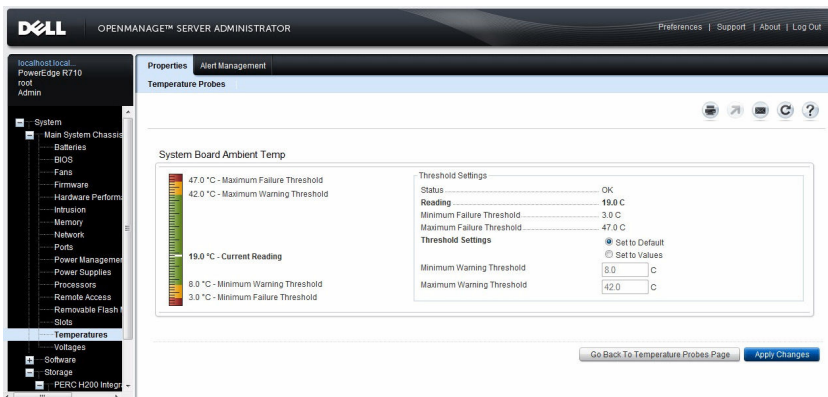 DELL OPENMANAGE™ SERVER ADMINISTRATOR
Preferences | Support | About | Log Out
localhost.local...
PowerEdge R710
root
Admin
System
Main System Chassis
Batteries
BIOS
Fans
Firmware
Hardware Performa
Intrusion
Memory
Network
Ports
Power Managemen
Power Supplies
Processors
Remote Access
Removable Flash
Slots
Temperatures
Voltages
Software
Storage
PERC H200 Integra
Properties Alert Management
Temperature Probes
System Board Ambient Temp
47.0 °C - Maximum Failure Threshold
42.0 °C - Maximum Warning Threshold
19.0 °C - Current Reading
8.0 °C - Minimum Warning Threshold
3.0 °C - Minimum Failure Threshold
Threshold Settings
Status OK
Reading 19.0 C
Minimum Failure Threshold 3.0 C
Maximum Failure Threshold 47.0 C
Threshold Settings Set to Default
Set to Values
Minimum Warning Threshold 8.0 C
Maximum Warning Threshold 42.0 C
Go Back To Temperature Probes Page Apply Changes